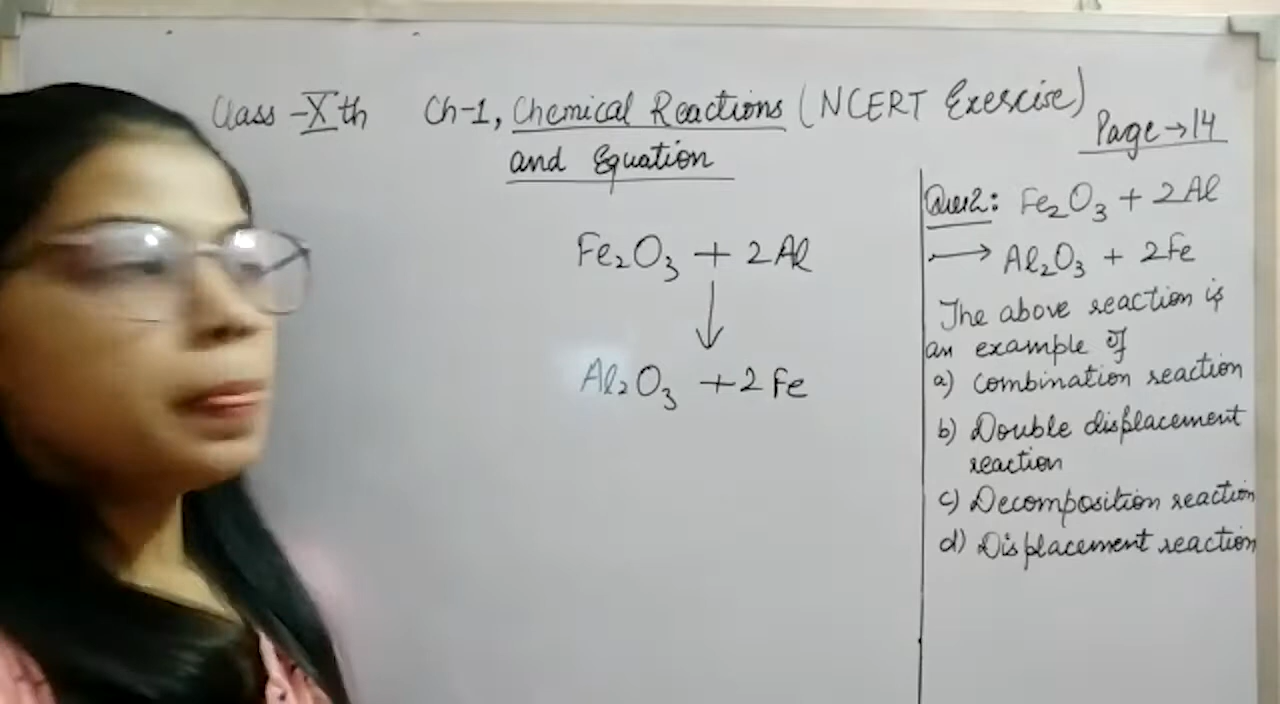 Class -Xth Ch-1, Chemical Reactions (NCERT Exercise)
and Equation
Page→14
Fe₂O₃ + 2Al
↓
Al₂O₃ + 2Fe
Ques2: Fe₂O₃ + 2Al
→ Al₂O₃ + 2Fe
The above reaction is
an example of
a) Combination reaction
b) Double displacement
reaction
c) Decomposition reaction
d) Displacement reaction